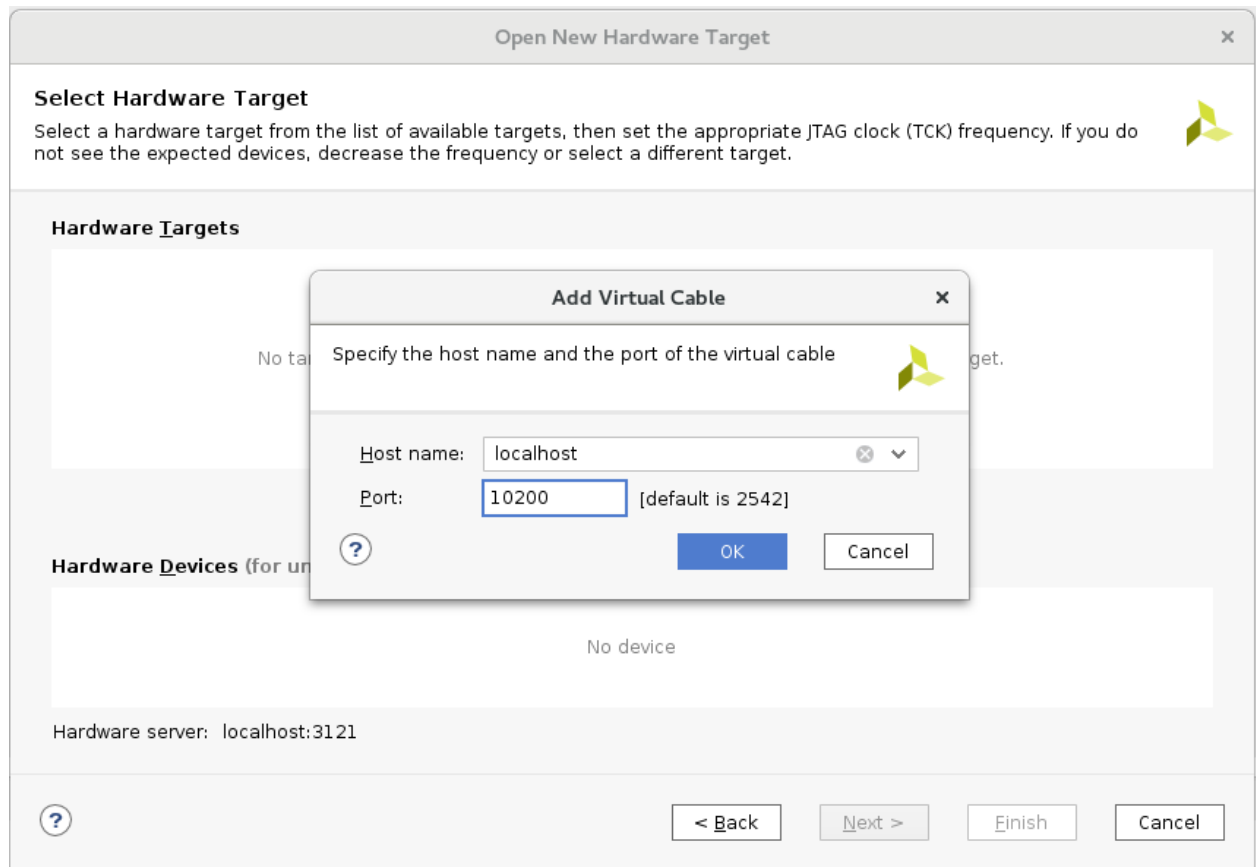 Open New Hardware Target
Select Hardware Target
Select a hardware target from the list of available targets, then set the appropriate JTAG clock (TCK) frequency. If you do
not see the expected devices, decrease the frequency or select a different target.
Hardware Targets
Add Virtual Cable
Specify the host name and the port of the virtual cable
No
get.
Host name: localhost
Port: 10200 [default is 2542]
? OK Cancel
Hardware Devices (for un
No device
Hardware server: localhost:3121
? < Back Next > Finish Cancel